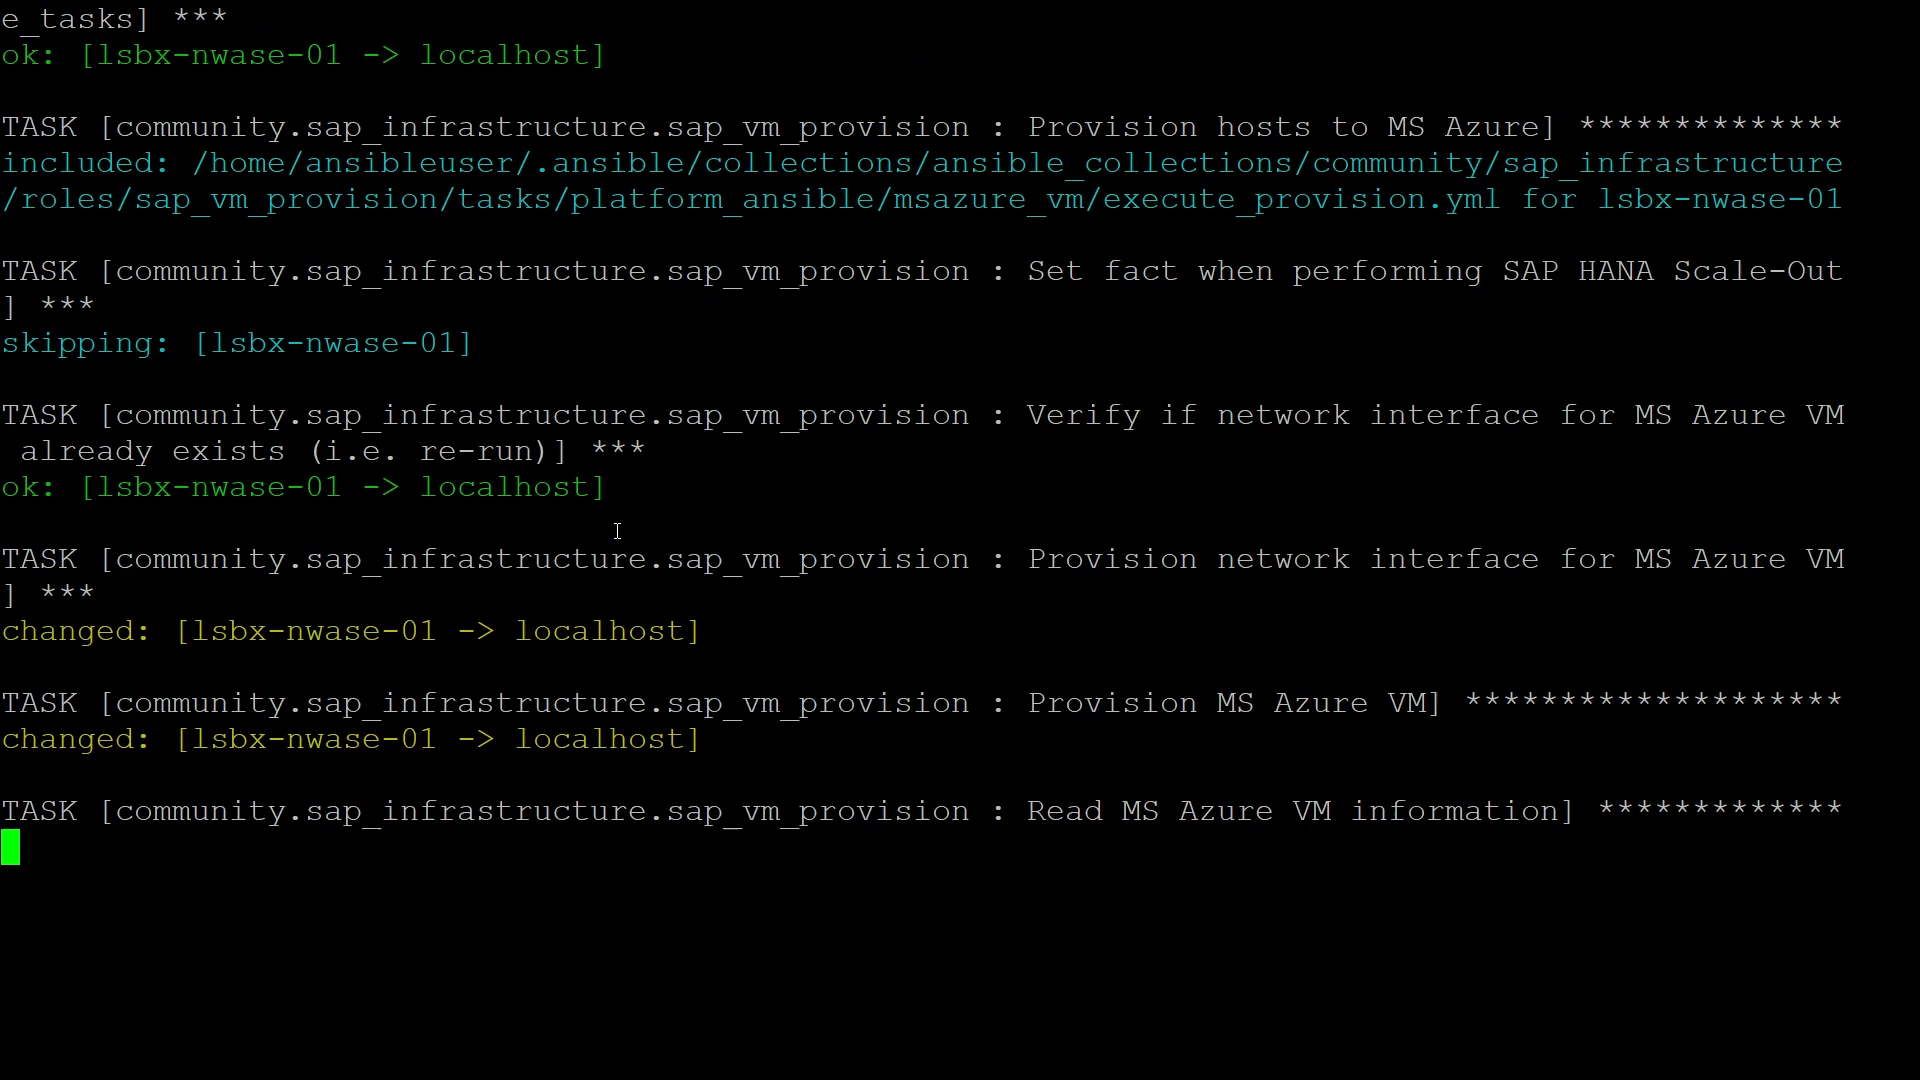 e_tasks] ***
ok: [lsbx-nwase-01 -> localhost]
TASK [community.sap_infrastructure.sap_vm_provision : Provision hosts to MS Azure] **************
included: /home/ansibleuser/.ansible/collections/ansible_collections/community/sap_infrastructure
/roles/sap_vm_provision/tasks/platform_ansible/msazure_vm/execute_provision.yml for lsbx-nwase-01
TASK [community.sap_infrastructure.sap_vm_provision : Set fact when performing SAP HANA Scale-Out
] ***
skipping: [lsbx-nwase-01]
TASK [community.sap_infrastructure.sap_vm_provision : Verify if network interface for MS Azure VM
 already exists (i.e. re-run)] ***
ok: [lsbx-nwase-01 -> localhost]
TASK [community.sap_infrastructure.sap_vm_provision : Provision network interface for MS Azure VM
] ***
changed: [lsbx-nwase-01 -> localhost]
TASK [community.sap_infrastructure.sap_vm_provision : Provision MS Azure VM] ********************
changed: [lsbx-nwase-01 -> localhost]
TASK [community.sap_infrastructure.sap_vm_provision : Read MS Azure VM information] *************